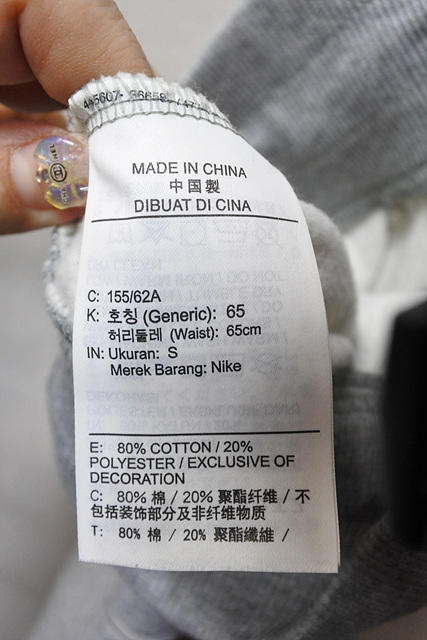 MADE IN CHINA
中国製
DIBUAT DI CINA
C: 155/62A
K: 호칭 (Generic): 65
허리둘레 (Waist): 65cm
IN: Ukuran: S
Merek Barang: Nike
E: 80% COTTON / 20%
POLYESTER / EXCLUSIVE OF
DECORATION
C: 80% 棉 / 20% 聚酯纤维 / 不
包括装饰部分及非纤维物质
T: 80% 棉 / 20% 聚酯纖維 /